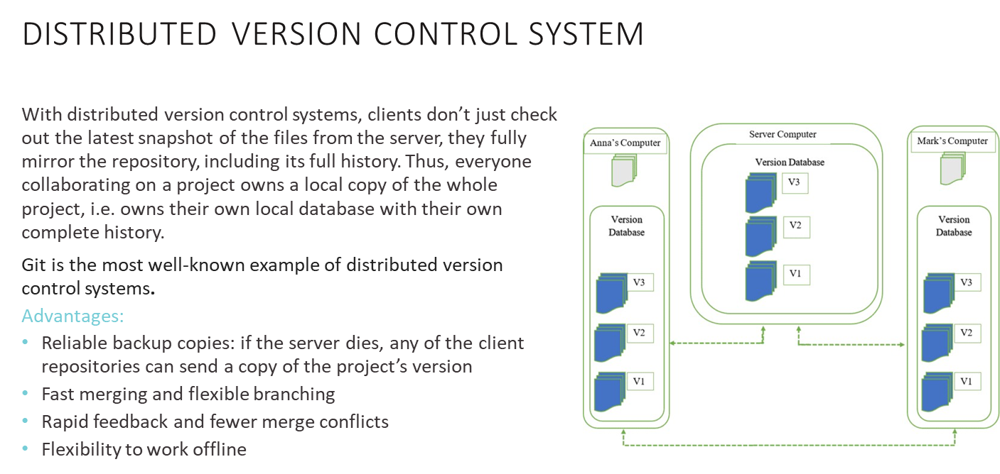 DISTRIBUTED VERSION CONTROL SYSTEM
With distributed version control systems, clients don’t just check
out the latest snapshot of the files from the server, they fully
mirror the repository, including its full history. Thus, everyone
collaborating on a project owns a local copy of the whole
project, i.e. owns their own local database with their own
complete history.
Git is the most well-known example of distributed version
control systems.
Advantages:
• Reliable backup copies: if the server dies, any of the client
repositories can send a copy of the project’s version
• Fast merging and flexible branching
• Rapid feedback and fewer merge conflicts
• Flexibility to work offline
Anna’s Computer
Version
Database
V3
V2
V1
Server Computer
Version Database
V3
V2
V1
Mark’s Computer
Version
Database
V3
V2
V1